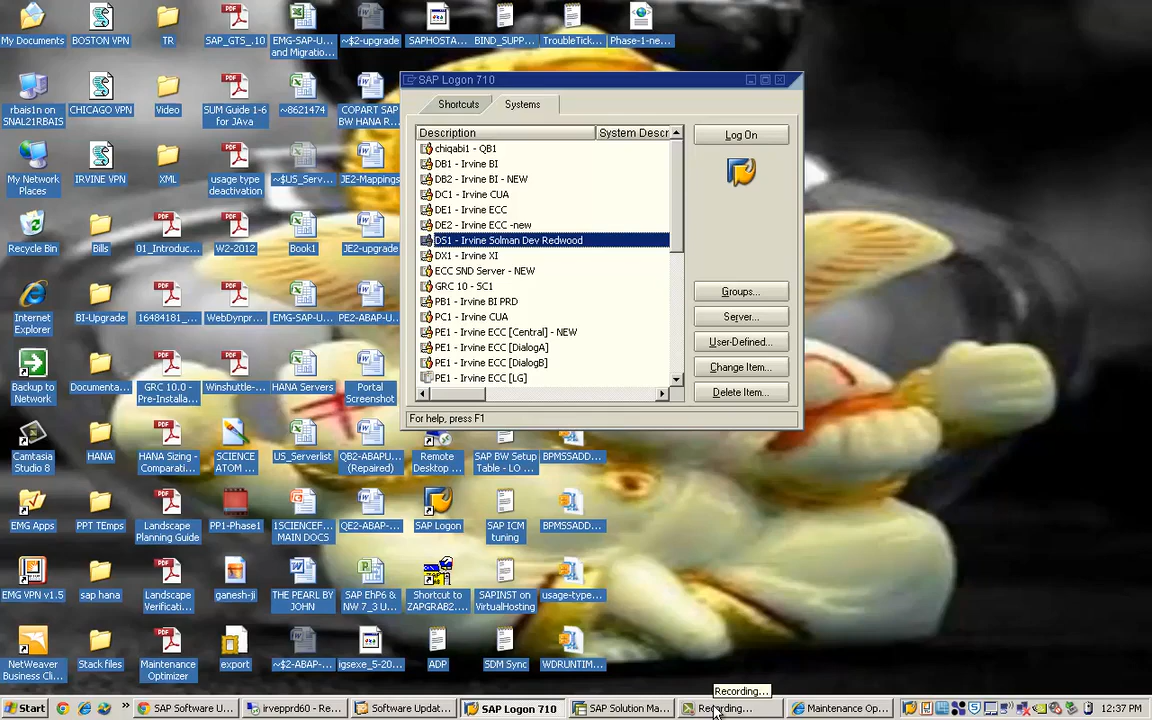 My Documents
BOSTON VPN
TR
SAP_GTS_.10
EMG-SAP-U...
and Migratio...
~$2-upgrade
SAPHOSTA...
BIND_SUPP...
TroubleTick...
Phase-1-ne...
rbais1n on
SNAL21RBAIS
CHICAGO VPN
Video
SUM Guide 1-6
for JAva
~8621474
COPART SAP
BW HANA R...
My Network
Places
IRVINE VPN
XML
usage type
deactivation
~$US_Serv...
JE2-Mappings
Recycle Bin
Bills
01_Introduc...
W2-2012
Book1
JE2-upgrade
Internet
Explorer
BI-Upgrade
16484181_...
WebDynpr...
EMG-SAP-U...
PE2-ABAP-U...
Backup to
Network
Documenta...
GRC 10.0 -
Pre-Installa...
Winshuttle-...
HANA Servers
Portal
Screenshot
Camtasia
Studio 8
HANA
HANA Sizing -
Comparati...
SCIENCE
ATOM ...
US_Serverlist
QB2-ABAPU...
(Repaired)
Remote
Desktop ...
SAP BW Setup
Table - LO ...
BPMSSADD...
EMG Apps
PPT TEmps
Landscape
Planning Guide
PP1-Phase1
1SCIENCEF...
MAIN DOCS
QE2-ABAP-...
SAP Logon
SAP ICM
tuning
BPMSSADD...
EMG VPN v1.5
sap hana
Landscape
Verificati...
ganesh-ji
THE PEARL BY
JOHN
SAP EhP6 &
NW 7_3 U...
Shortcut to
ZAPGRAB2...
SAPINST on
VirtualHosting
usage-type...
NetWeaver
Business Cli...
Stack files
Maintenance
Optimizer
export
~$2-ABAP-...
igsexe_5-20...
ADP
SDM Sync
WDRUNTIM...
SAP Logon 710
Shortcuts
Systems
Description
System Descr
chiqabi1 - QB1
DB1 - Irvine BI
DB2 - Irvine BI - NEW
DC1 - Irvine CUA
DE1 - Irvine ECC
DE2 - Irvine ECC -new
DS1 - Irvine Solman Dev Redwood
DX1 - Irvine XI
ECC SND Server - NEW
GRC 10 - SC1
PB1 - Irvine BI PRD
PC1 - Irvine CUA
PE1 - Irvine ECC [Central] - NEW
PE1 - Irvine ECC [DialogA]
PE1 - Irvine ECC [DialogB]
PE1 - Irvine ECC [LG]
Log On
Groups...
Server...
User-Defined...
Change Item...
Delete Item...
For help, press F1
Recording...
Start
»
SAP Software U...
irvepprd60 - Re...
Software Updat...
SAP Logon 710
SAP Solution Ma...
Recording...
Maintenance Op...
12:37 PM